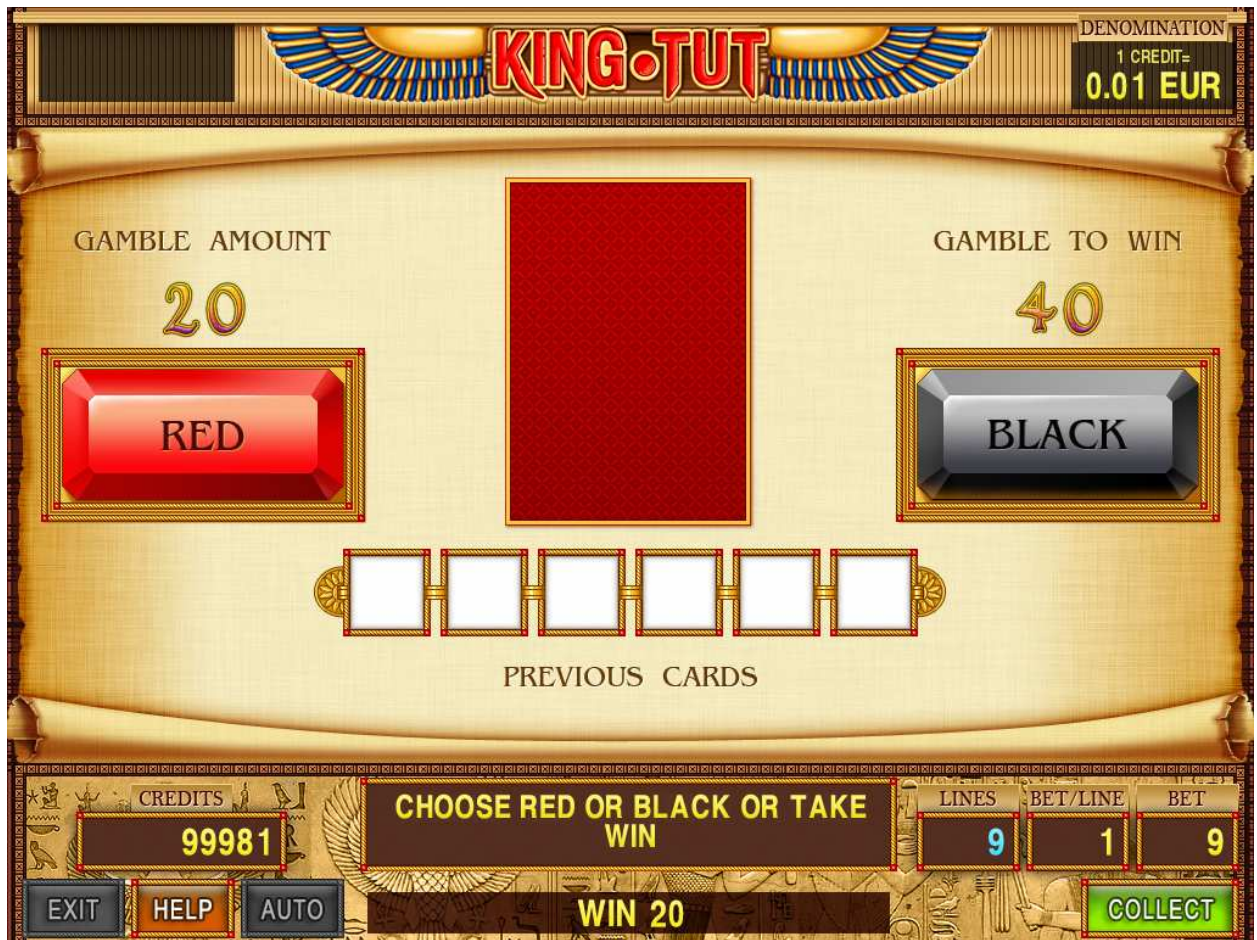 KING•TUT
DENOMINATION
1 CREDIT=
0.01 EUR
GAMBLE AMOUNT
20
GAMBLE TO WIN
40
RED
BLACK
PREVIOUS CARDS
CREDITS
99981
CHOOSE RED OR BLACK OR TAKE
WIN
LINES
9
BET/LINE
1
BET
9
EXIT
HELP
AUTO
WIN 20
COLLECT